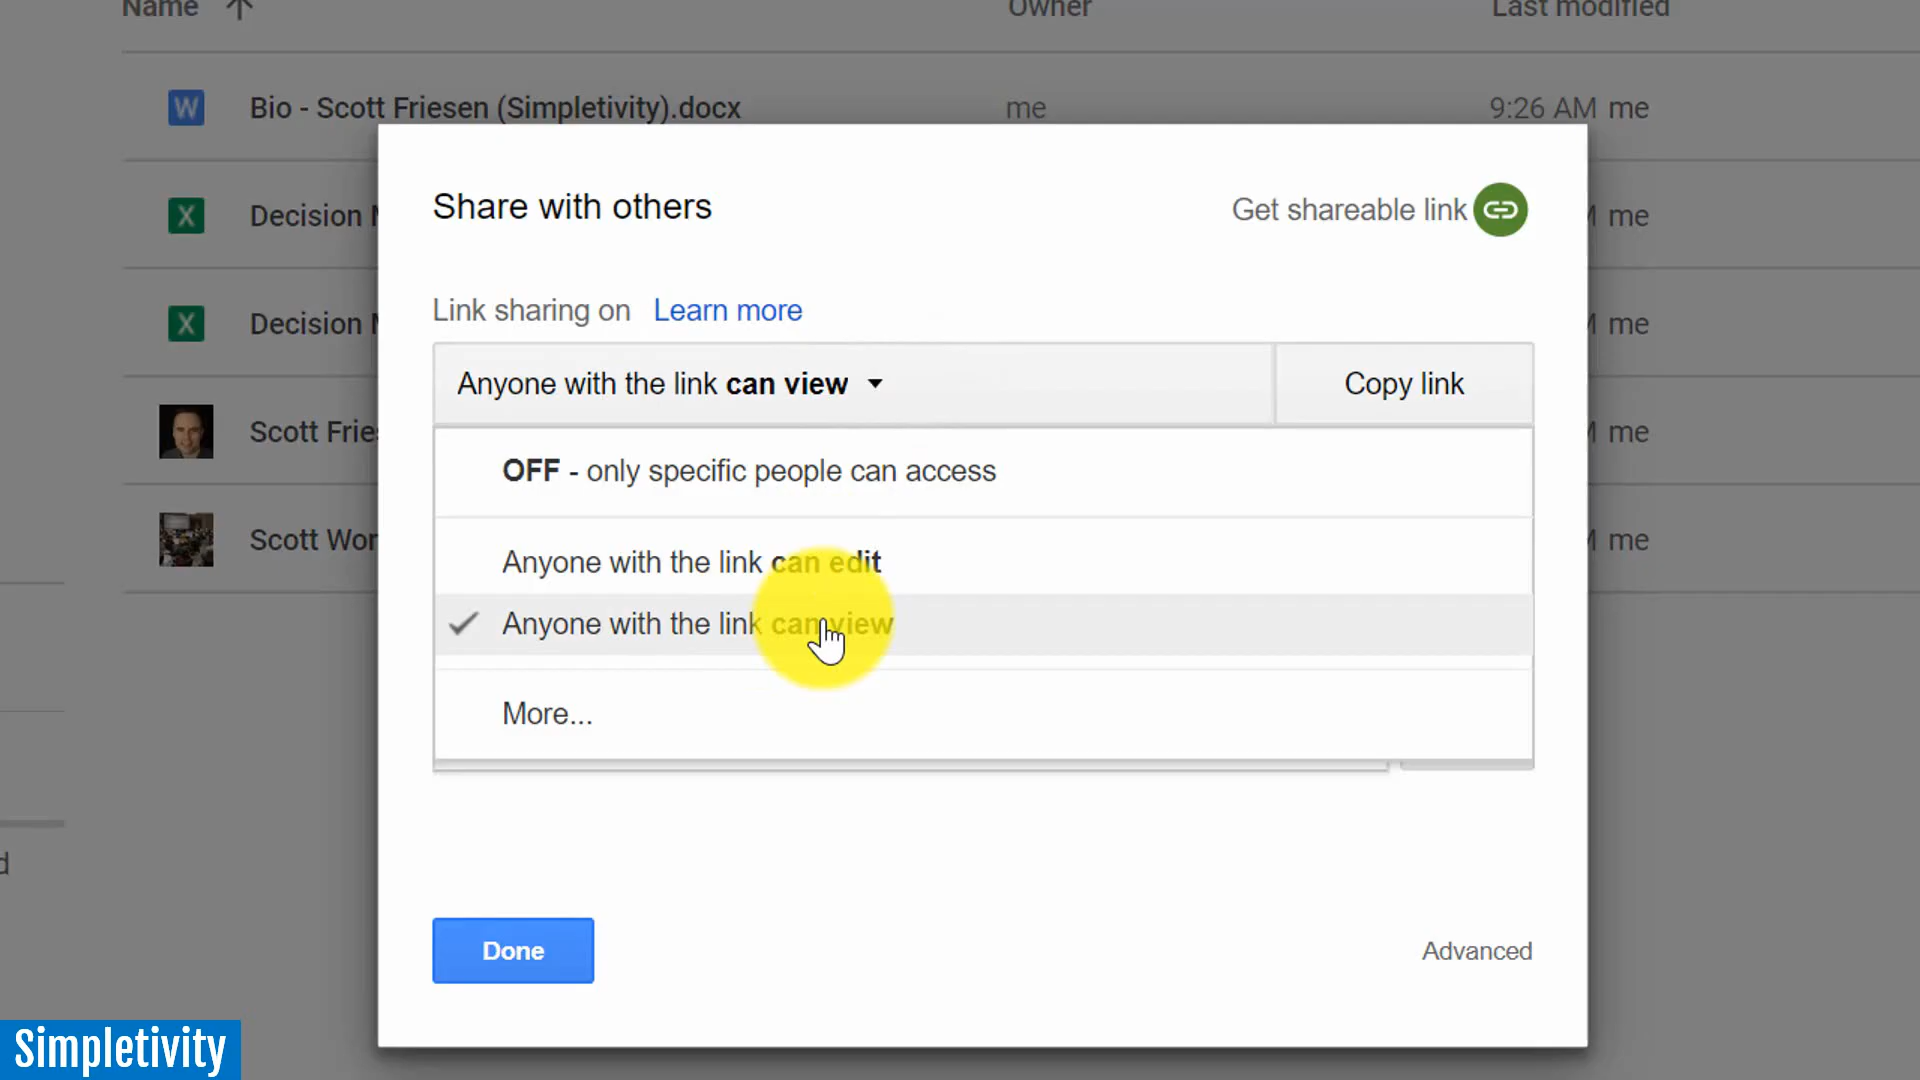 Name Owner Last modified
W Bio - Scott Friesen (Simpletivity).docx me 9:26 AM me
X Decision me
X Decision me
Scott me
Scott me
Share with others
Get shareable link
Link sharing on Learn more
Anyone with the link can view
Copy link
OFF - only specific people can access
Anyone with the link can edit
Anyone with the link can view
More...
Done
Advanced
Simpletivity